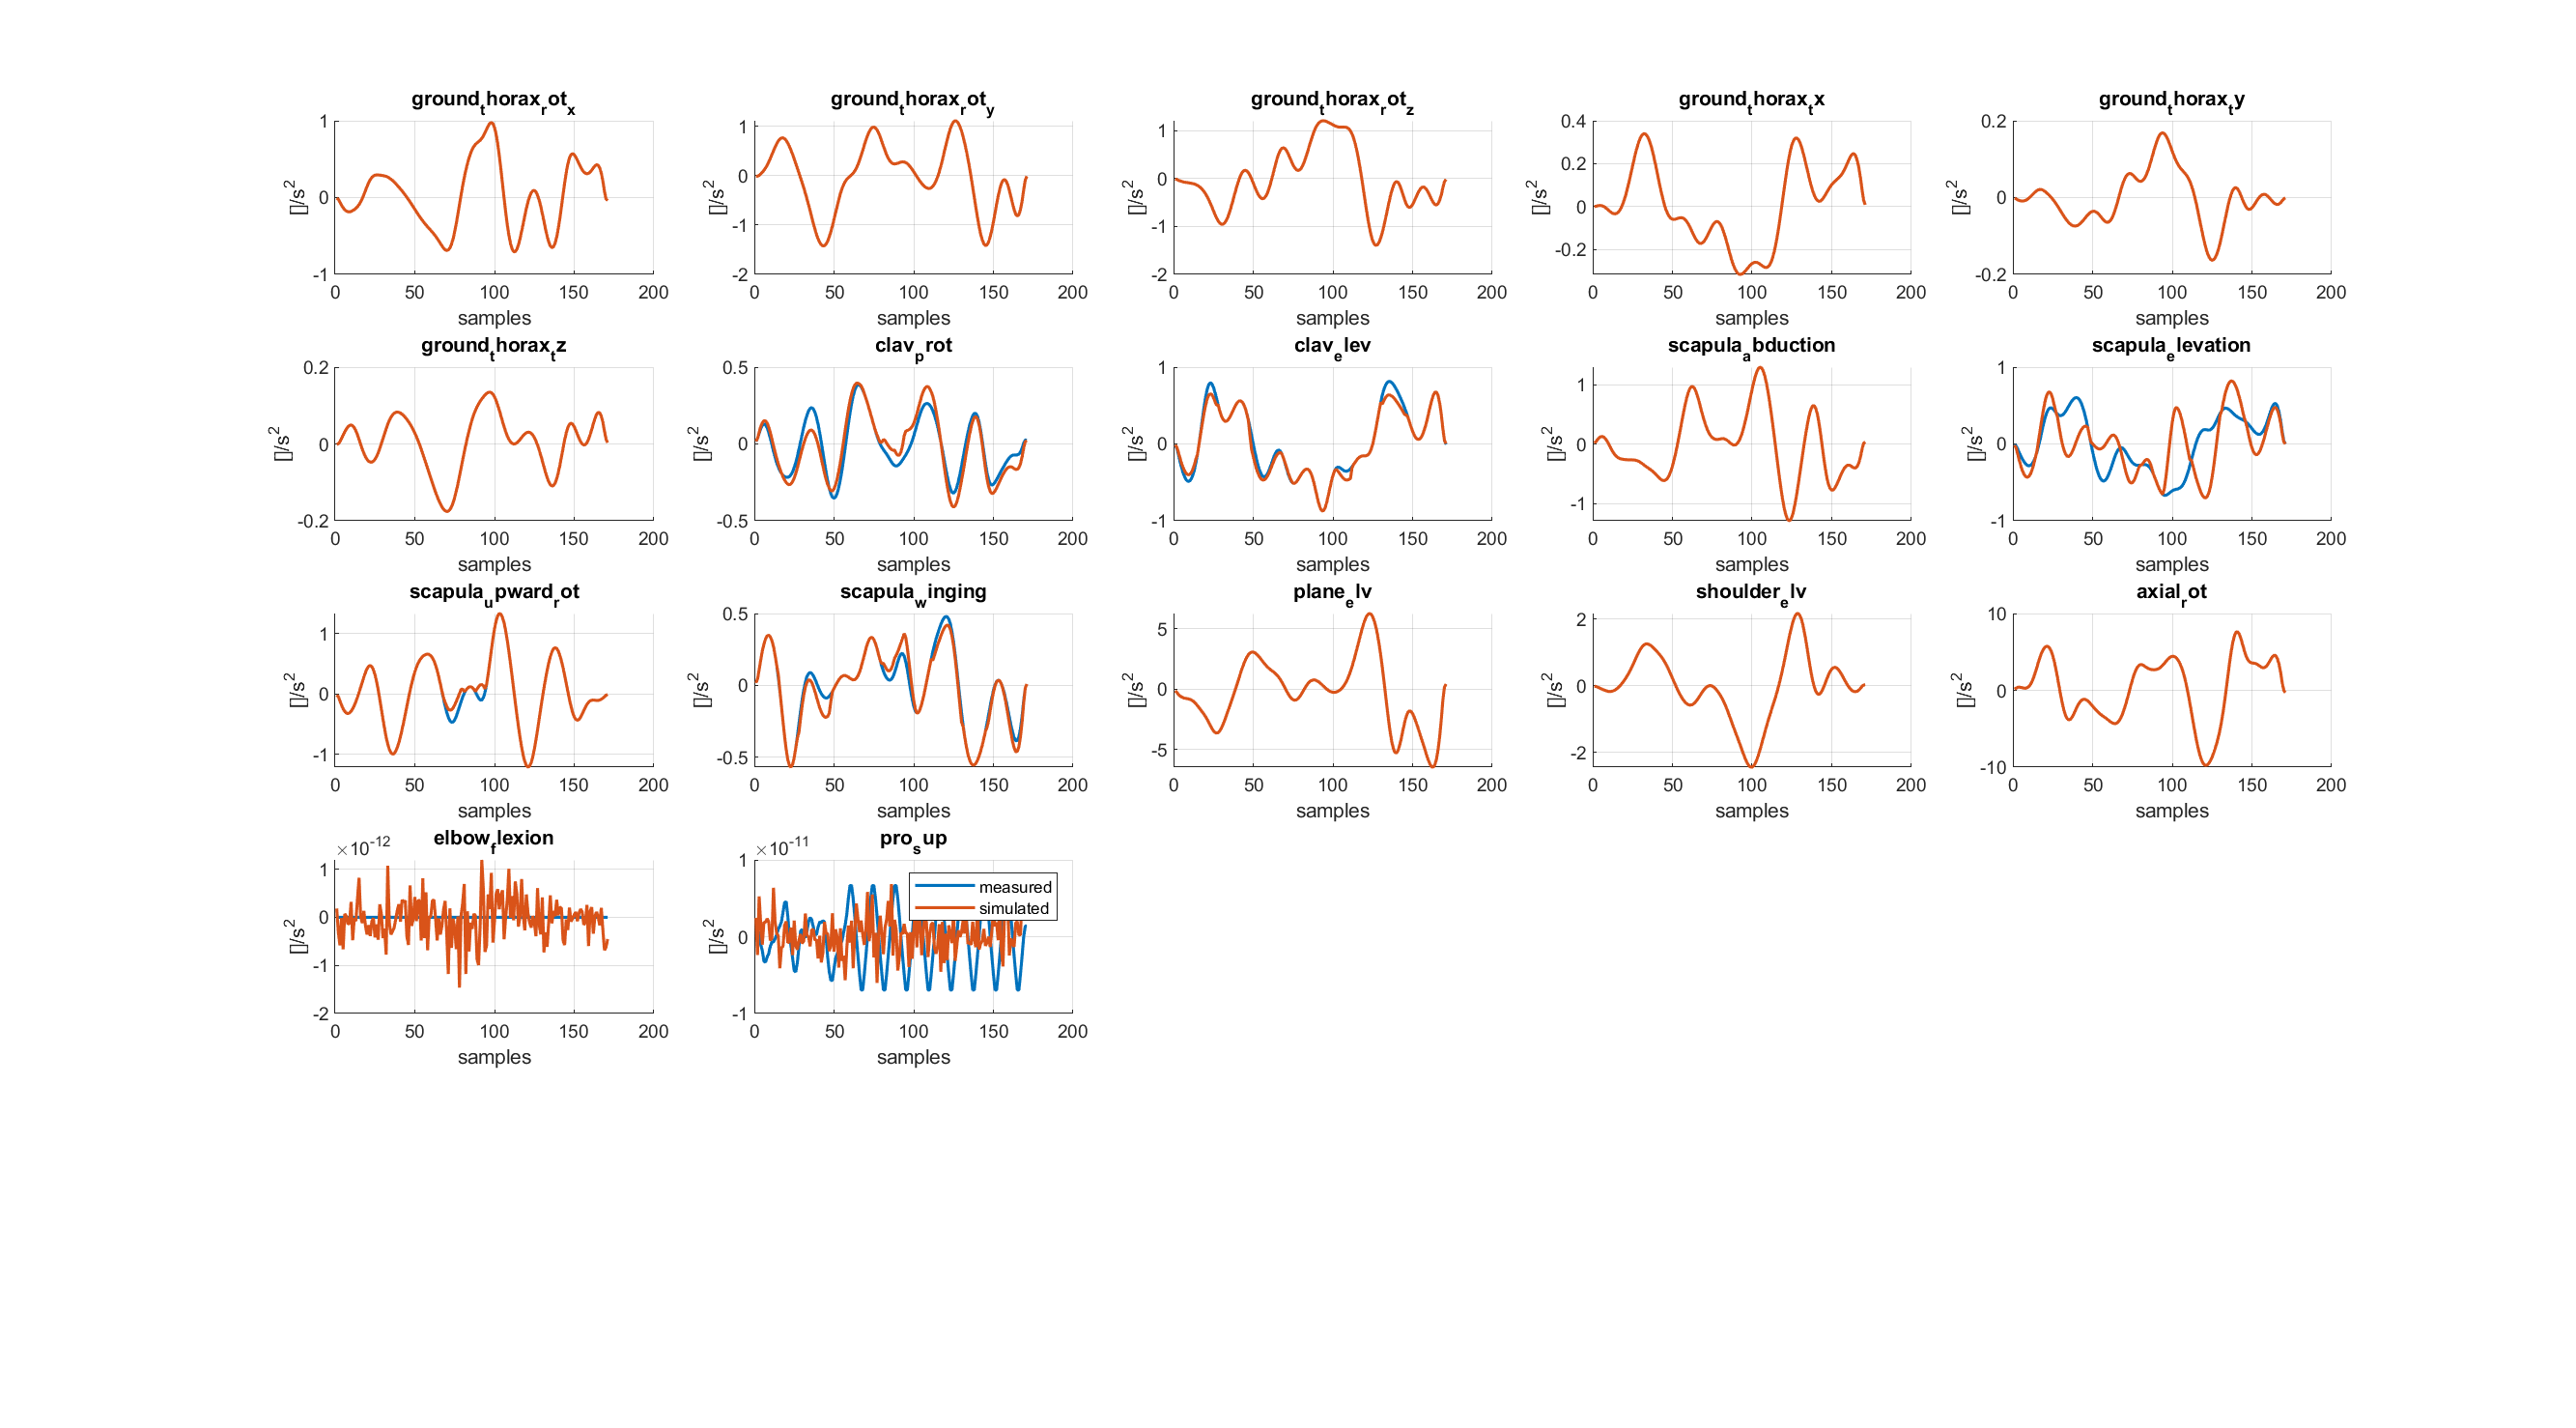 ground_thorax_rot_x ground_thorax_rot_y ground_thorax_rot_z ground_thorax_tx ground_thorax_ty
1 0 -1 []/s² 0 50 100 150 200 samples
1 0 -1 -2 []/s² 0 50 100 150 200 samples
1 0 -1 -2 []/s² 0 50 100 150 200 samples
0.4 0.2 0 -0.2 []/s² 0 50 100 150 200 samples
0.2 0 -0.2 []/s² 0 50 100 150 200 samples
ground_thorax_tz clav_prot clav_elev scapula_abduction scapula_elevation
0.2 0 -0.2 []/s² 0 50 100 150 200 samples
0.5 0 -0.5 []/s² 0 50 100 150 200 samples
1 0 -1 []/s² 0 50 100 150 200 samples
1 0 -1 []/s² 0 50 100 150 200 samples
1 0 -1 []/s² 0 50 100 150 200 samples
scapula_upward_rot scapula_winging plane_elv shoulder_elv axial_rot
1 0 -1 []/s² 0 50 100 150 200 samples
0.5 0 -0.5 []/s² 0 50 100 150 200 samples
5 0 -5 []/s² 0 50 100 150 200 samples
2 0 -2 []/s² 0 50 100 150 200 samples
10 0 -10 []/s² 0 50 100 150 200 samples
elbow_flexion pro_sup
×10⁻¹² 1 0 -1 -2 []/s² 0 50 100 150 200 samples
×10⁻¹¹ 1 0 -1 []/s² 0 50 100 150 200 samples
measured
simulated